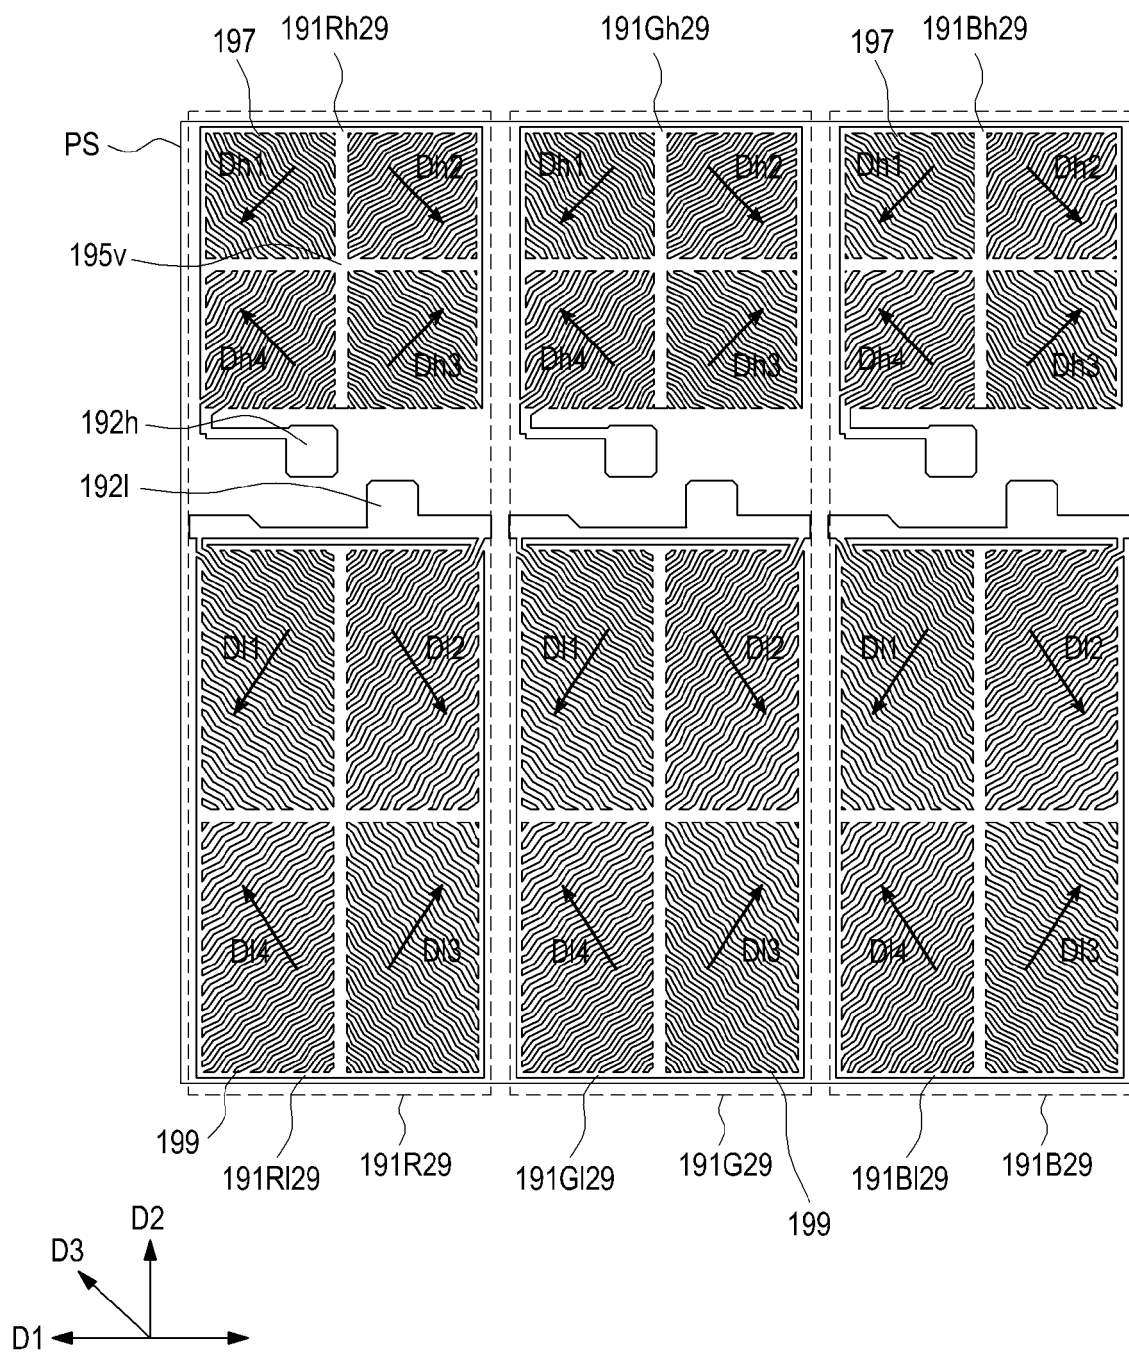 197 191Rh29 191Gh29 197 191Bh29
PS
Dh1 Dh2 Dh1 Dh2 Dh1 Dh2
195v
Dh4 Dh3 Dh4 Dh3 Dh4 Dh3
192h
192l
Dl1 Dl2 Dl1 Dl2 Dl1 Dl2
Dl4 Dl3 Dl4 Dl3 Dl4 Dl3
199 191Rl29 191R29 191Gl29 191G29 199 191Bl29 191B29
D2
D3
D1